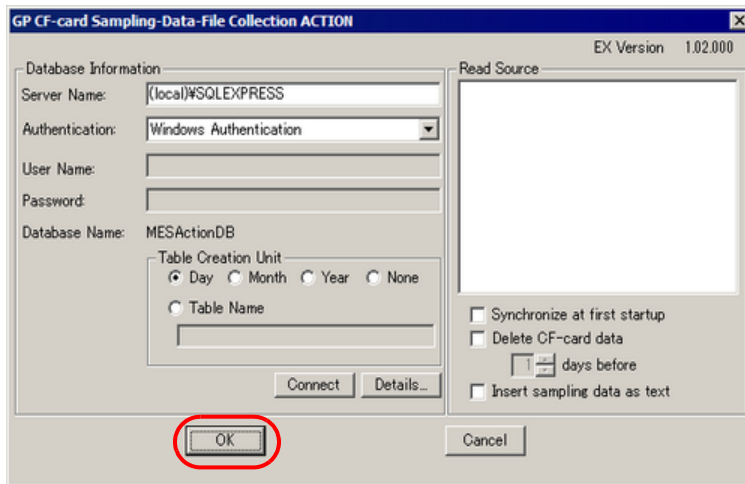 GP CF-card Sampling-Data-File Collection ACTION
EX Version 1.02.000
Database Information
Server Name: (local)¥SQLEXPRESS
Authentication: Windows Authentication
User Name:
Password:
Database Name: MESActionDB
Table Creation Unit
Day Month Year None
Table Name
Connect Details...
Read Source
Synchronize at first startup
Delete CF-card data
1 days before
Insert sampling data as text
OK Cancel